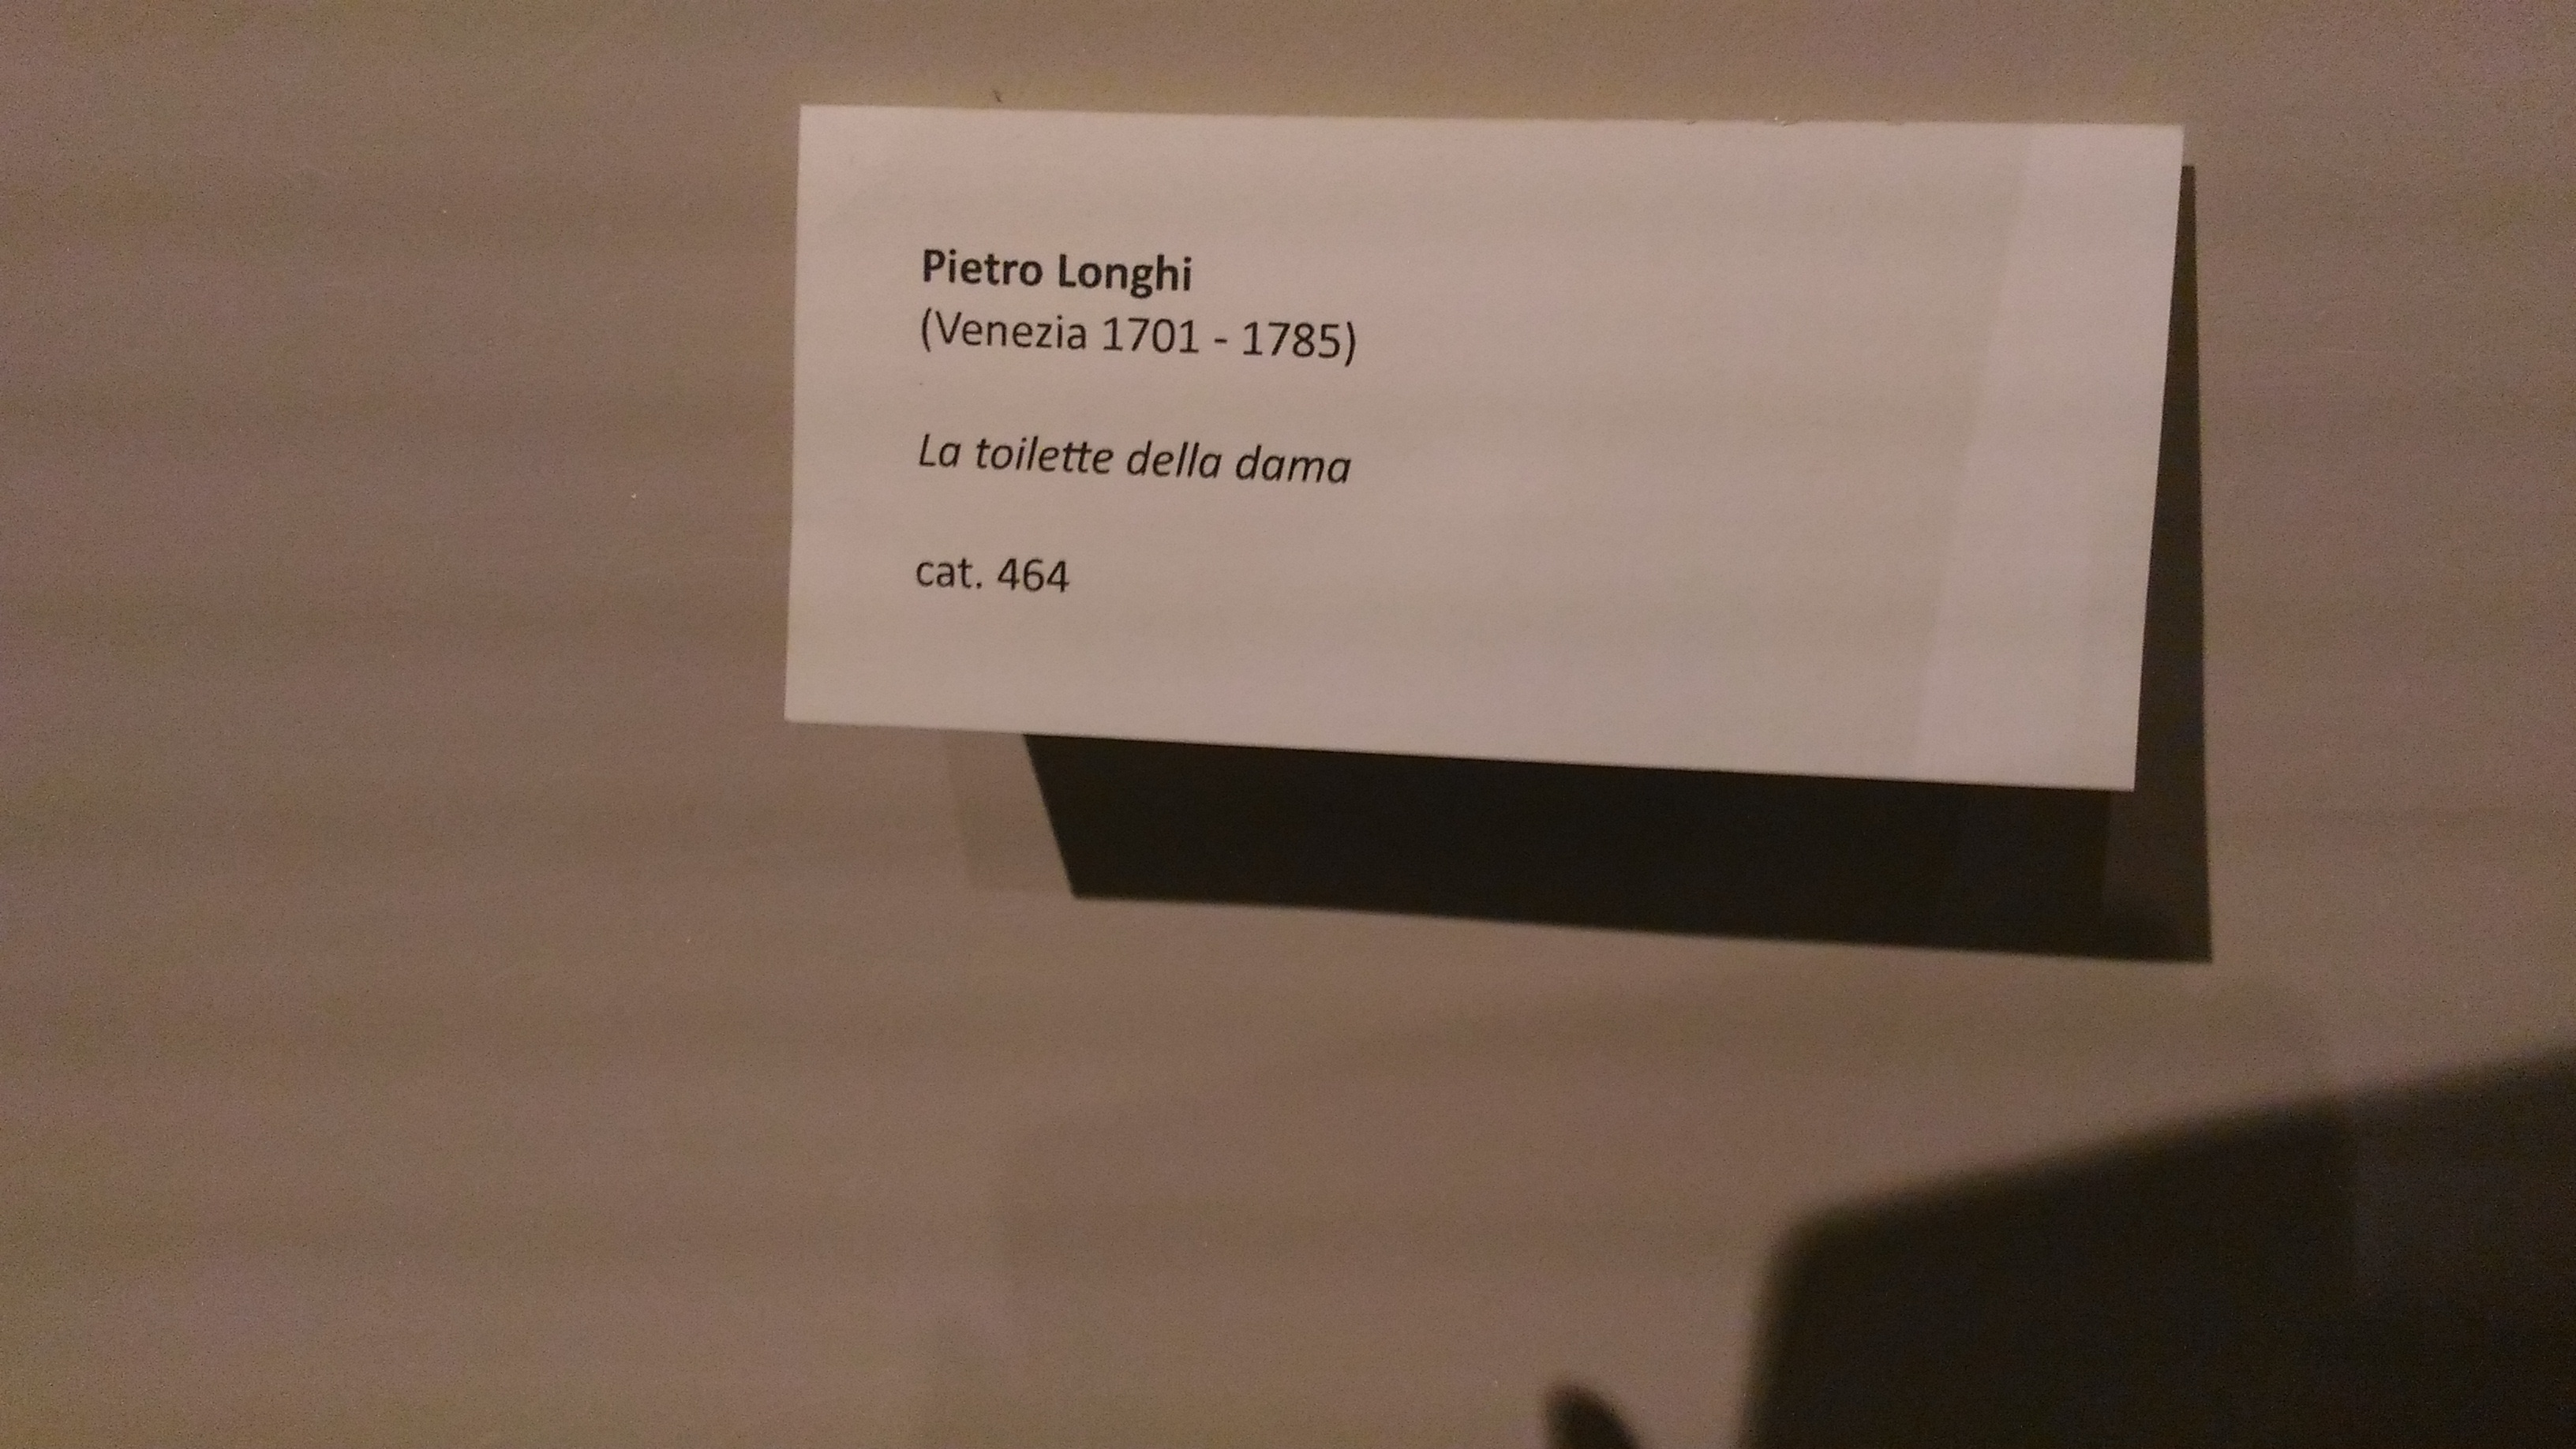 Pietro Longhi
(Venezia 1701 - 1785)
La toilette della dama
cat. 464